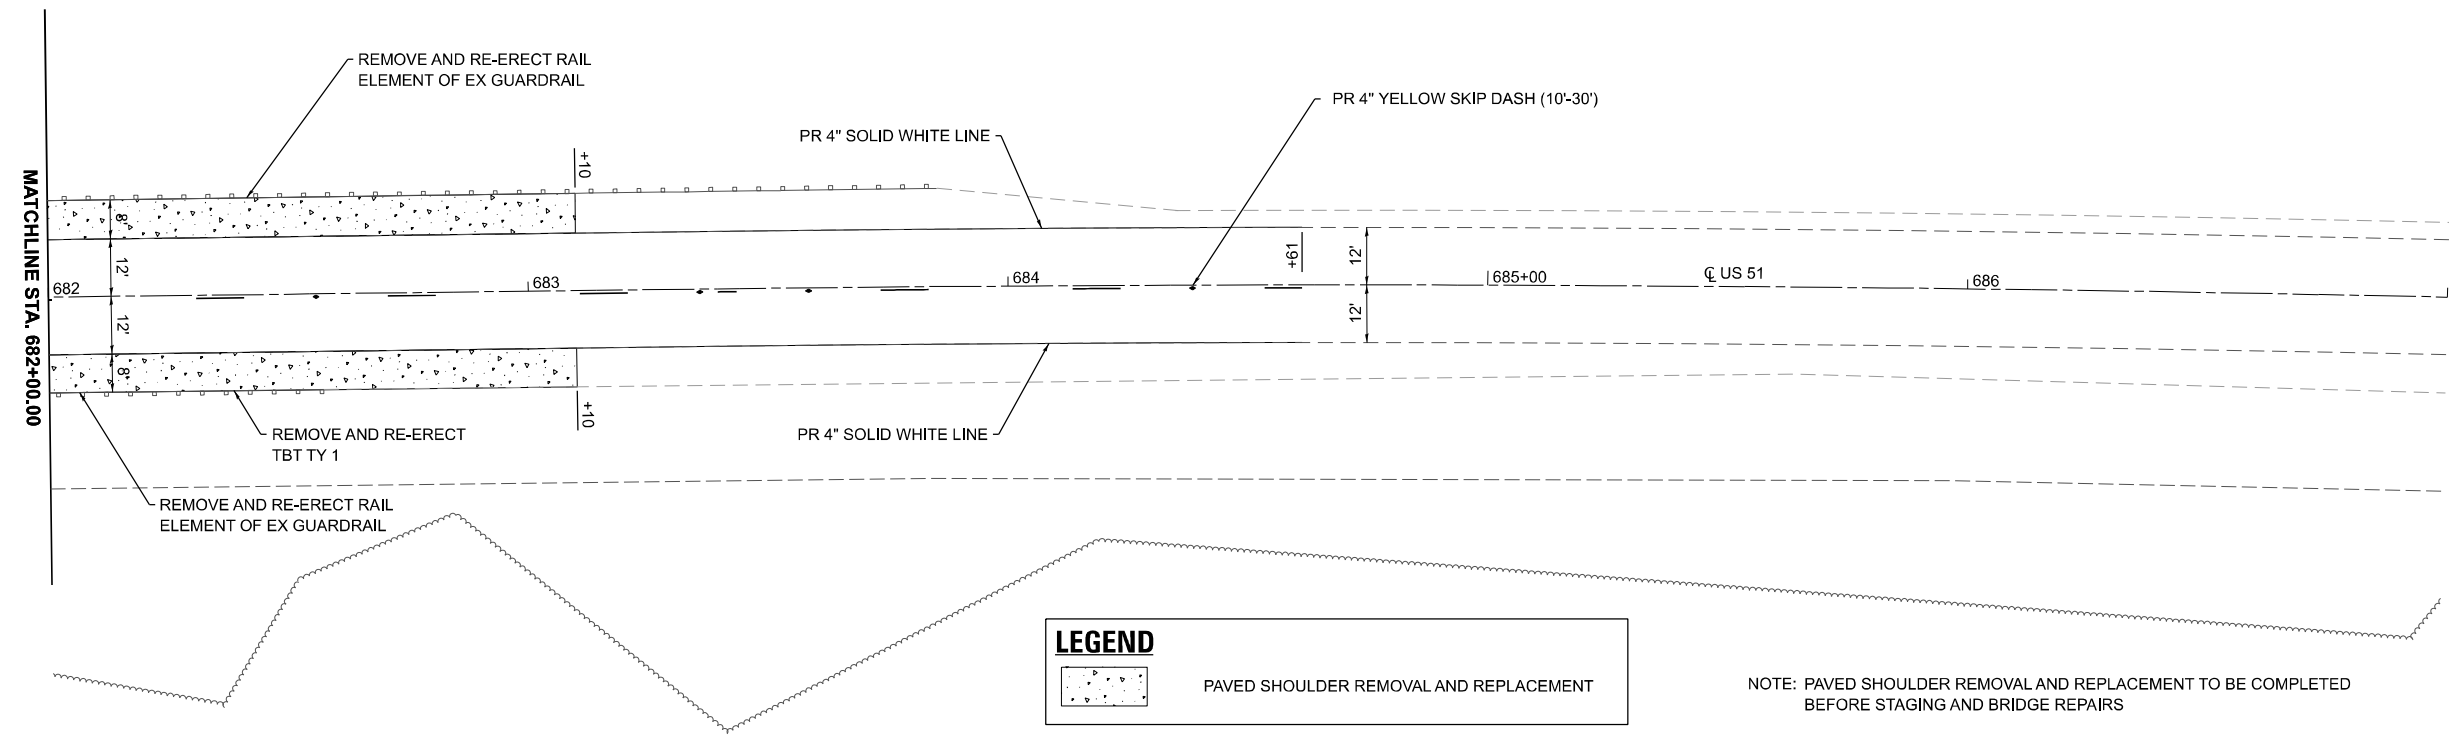 REMOVE AND RE-ERECT RAIL
ELEMENT OF EX GUARDRAIL
PR 4" YELLOW SKIP DASH (10'-30')
PR 4" SOLID WHITE LINE
+10
MATCHLINE STA. 682+00.00
8'
12'
12'
8'
682
683
684
+61
12'
12'
685+00
℄ US 51
686
+10
REMOVE AND RE-ERECT
TBT TY 1
PR 4" SOLID WHITE LINE
REMOVE AND RE-ERECT RAIL
ELEMENT OF EX GUARDRAIL
LEGEND
PAVED SHOULDER REMOVAL AND REPLACEMENT
NOTE: PAVED SHOULDER REMOVAL AND REPLACEMENT TO BE COMPLETED
BEFORE STAGING AND BRIDGE REPAIRS